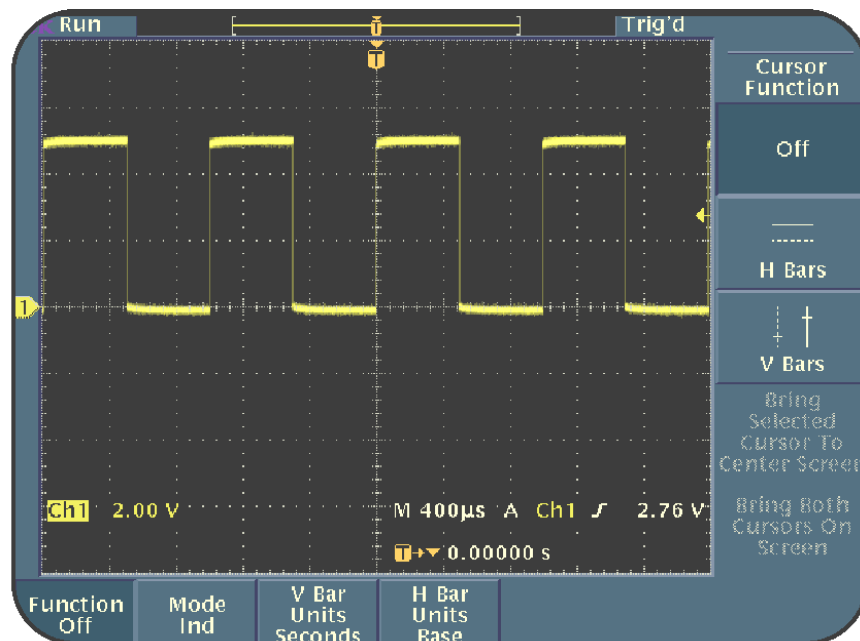 Run
T
Trig'd
T
Cursor
Function
Off
H Bars
V Bars
Bring
Selected
Cursor To
Center Screen
Bring Both
Cursors On
Screen
1
Ch1 2.00 V
M 400µs A Ch1 2.76 V
T 0.00000 s
Function
Off
Mode
Ind
V Bar
Units
Seconds
H Bar
Units
Base